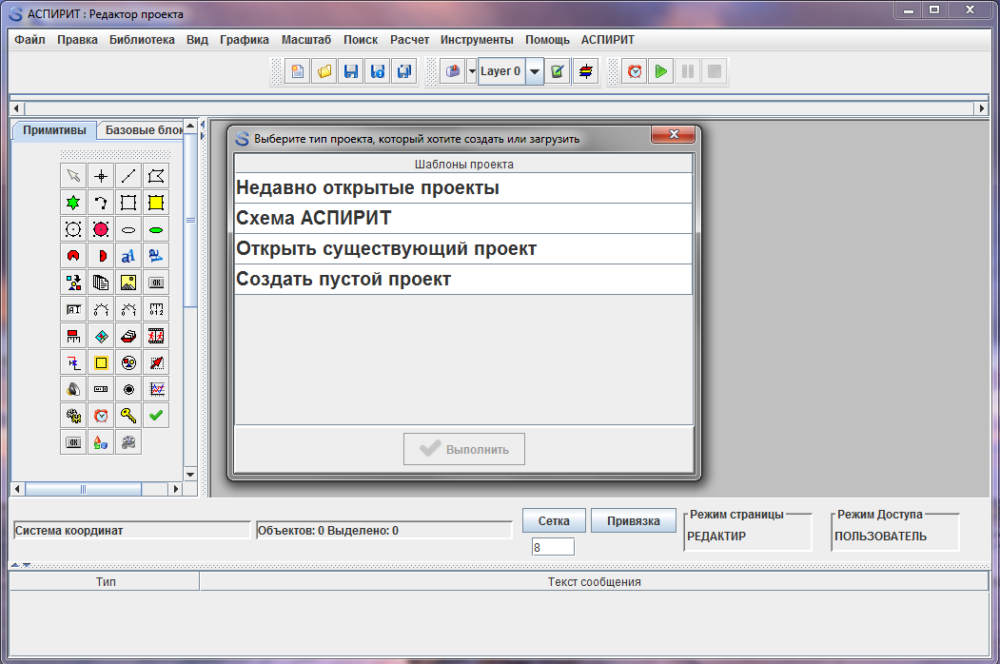 АСПИРИТ : Редактор проекта
Файл Правка Библиотека Вид Графика Масштаб Поиск Расчет Инструменты Помощь АСПИРИТ
Layer 0
Примитивы Базовые блок
Выберите тип проекта, который хотите создать или загрузить
Шаблоны проекта
Недавно открытые проекты
Схема АСПИРИТ
Открыть существующий проект
Создать пустой проект
Выполнить
OK
OK
Система координат
Объектов: 0 Выделено: 0
Сетка
8
Привязка
Режим страницы
РЕДАКТИР
Режим Доступа
ПОЛЬЗОВАТЕЛЬ
Тип Текст сообщения